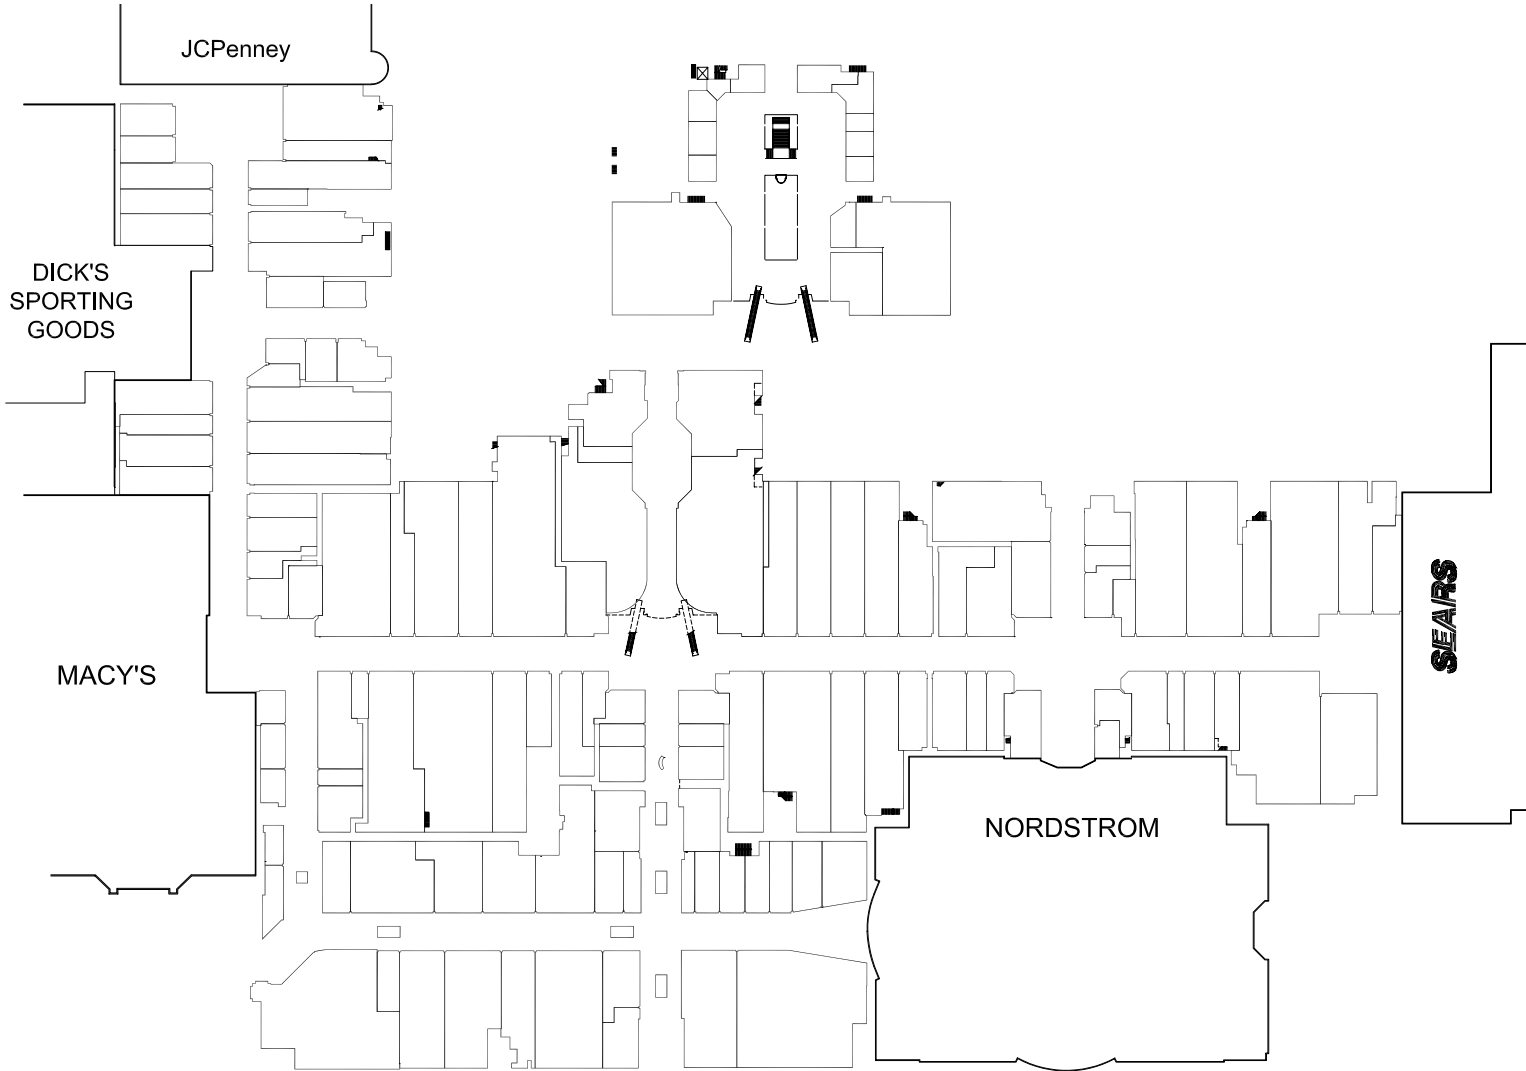 JCPenney
DICK'S
SPORTING
GOODS
MACY'S
SEARS
NORDSTROM